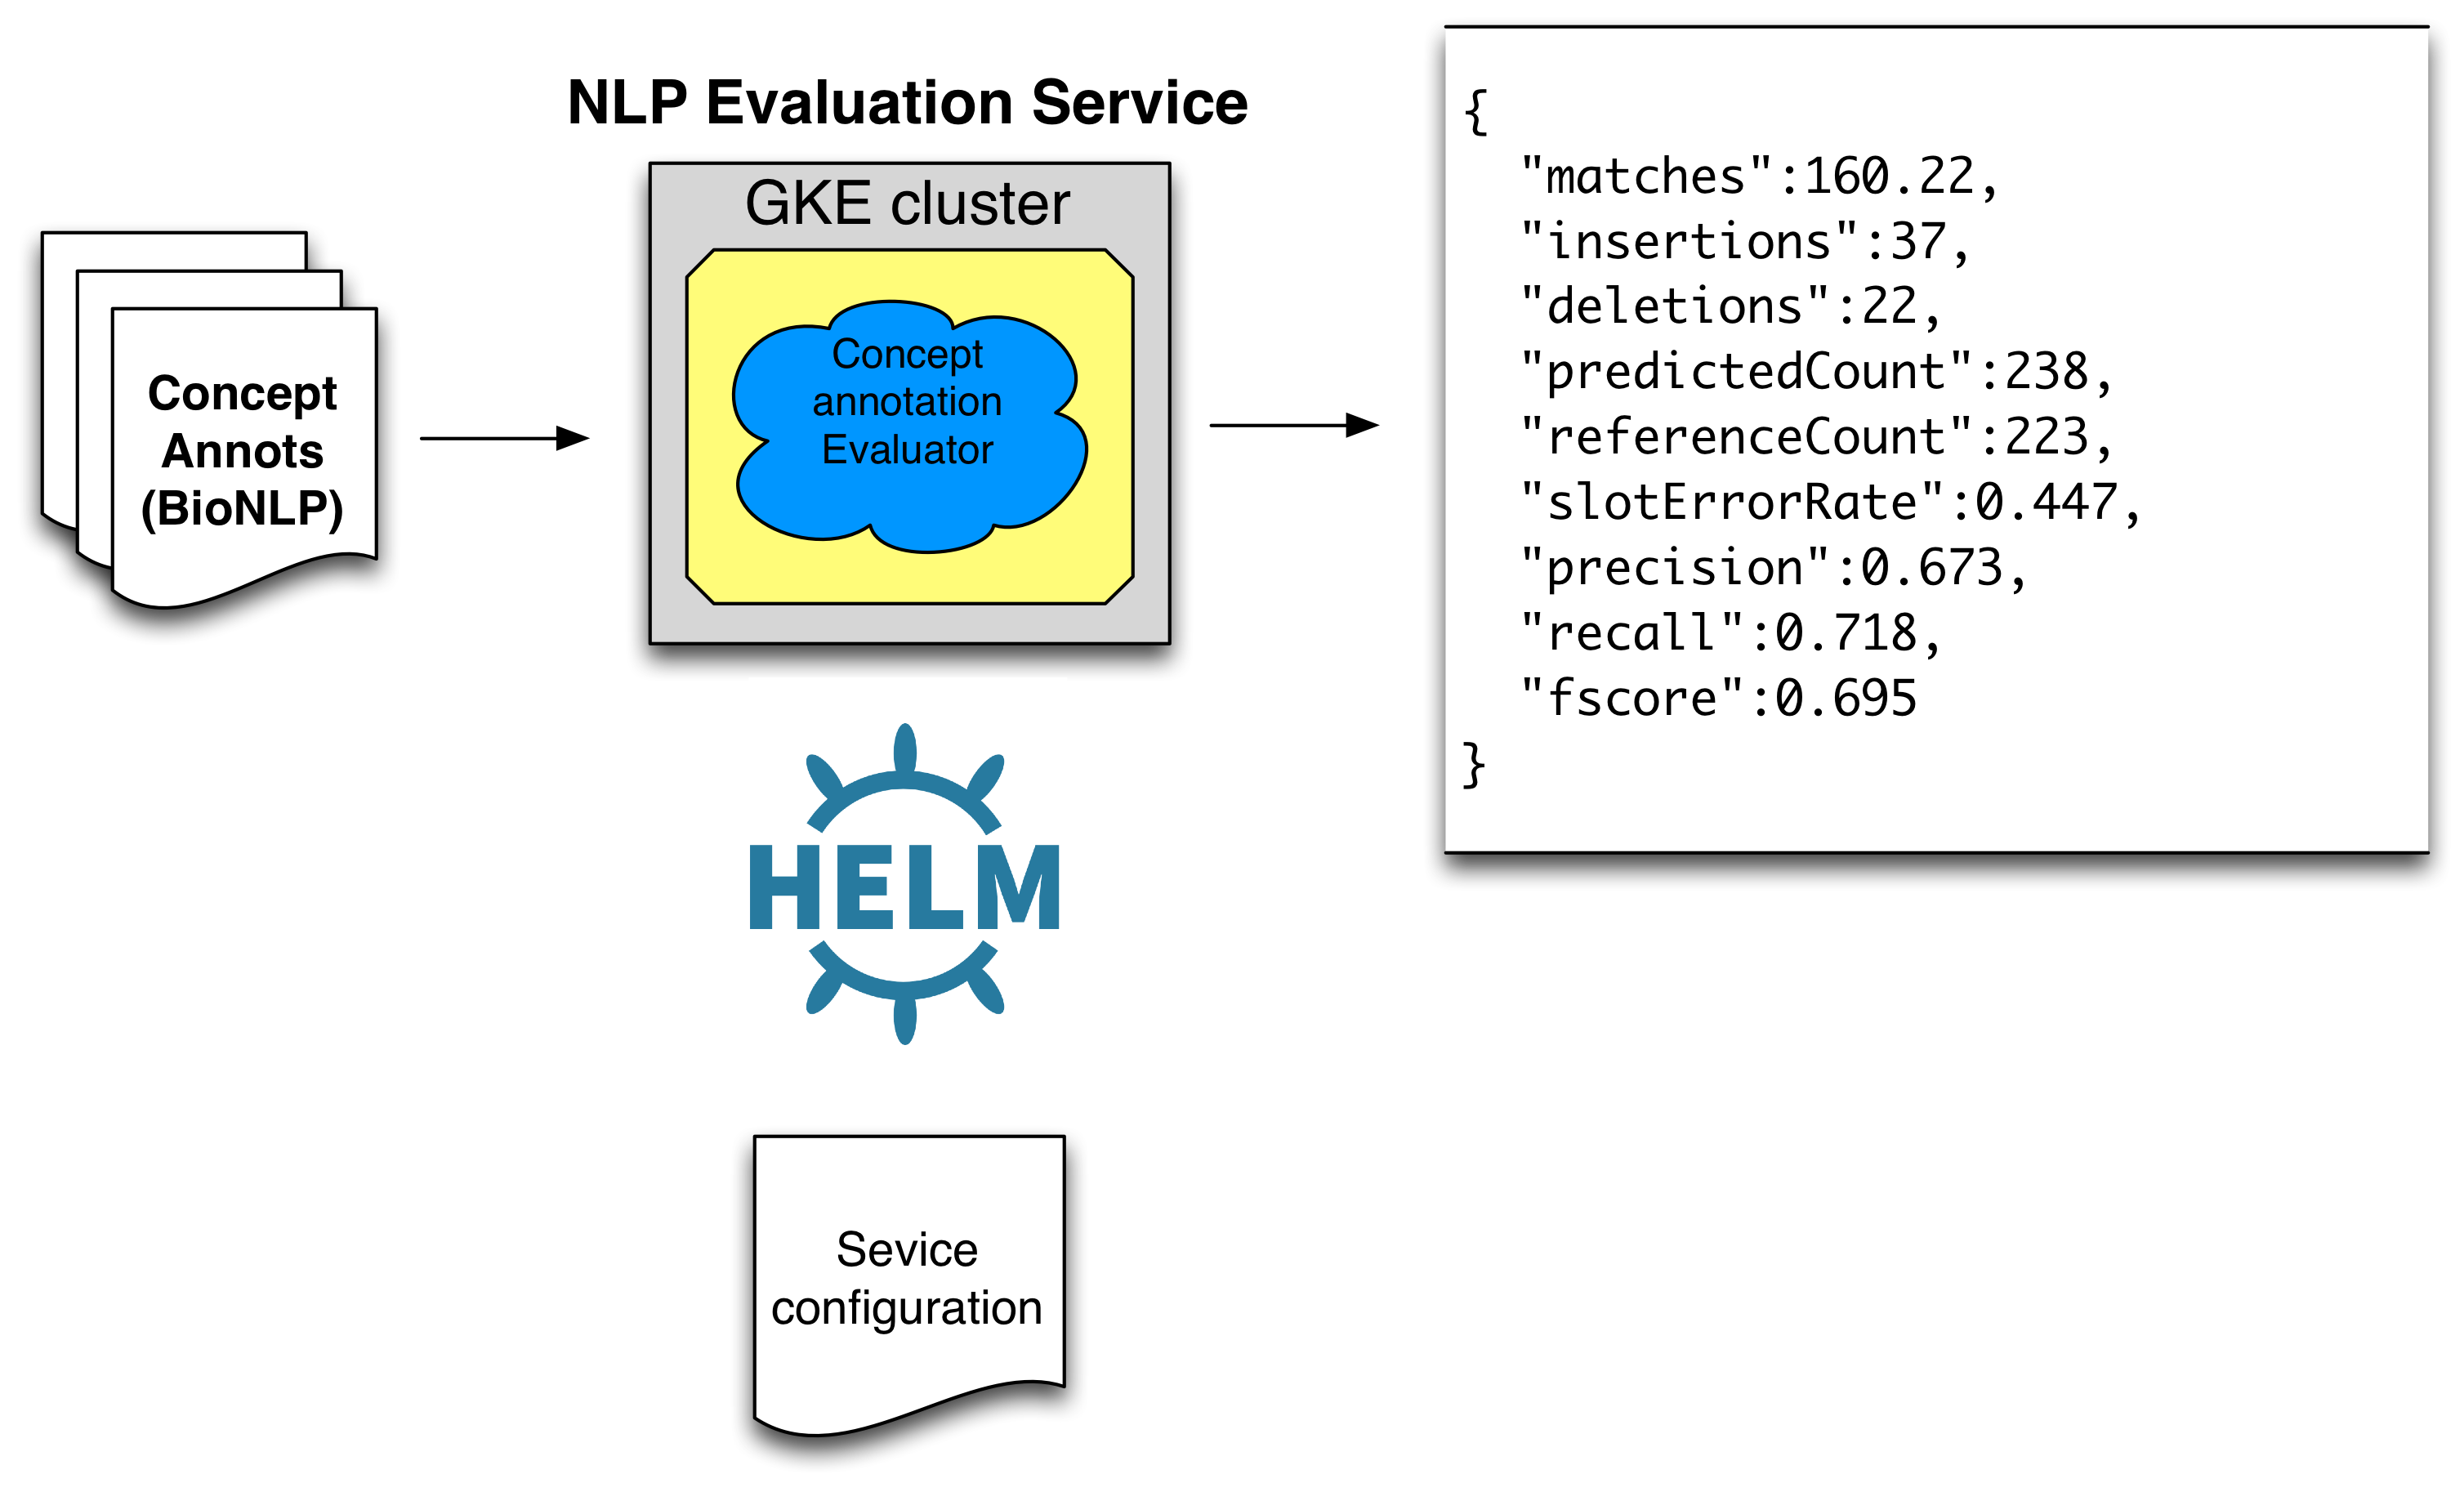 NLP Evaluation Service
GKE cluster
Concept
annotation
Evaluator
Concept
Annots
(BioNLP)
{
"matches":160.22,
"insertions":37,
"deletions":22,
"predictedCount":238,
"referenceCount":223,
"slotErrorRate":0.447,
"precision":0.673,
"recall":0.718,
"fscore":0.695
}
HELM
Sevice
configuration